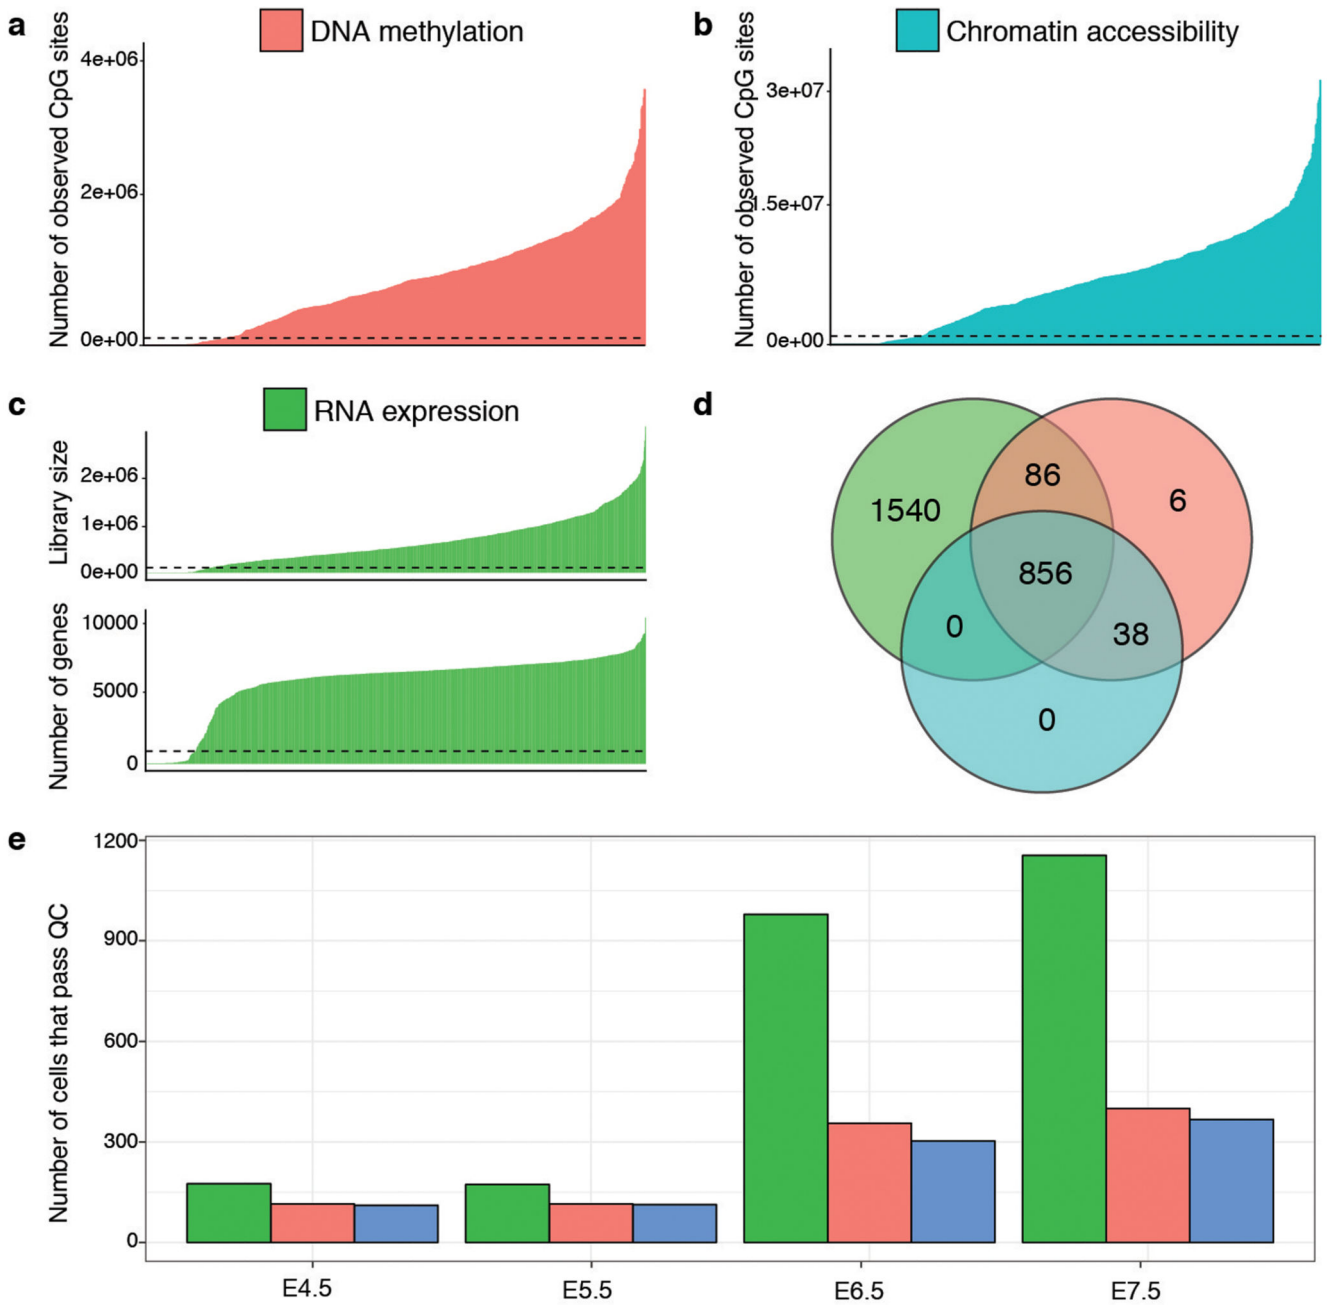 a
DNA methylation
Number of observed CpG sites
4e+06
2e+06
0e+00
b
Chromatin accessibility
Number of observed CpG sites
3e+07
1.5e+07
0e+00
c
RNA expression
Library size
2e+06
1e+06
0e+00
Number of genes
10000
5000
0
d
1540
86
6
856
0
38
0
e
Number of cells that pass QC
1200
900
600
300
0
E4.5 E5.5 E6.5 E7.5